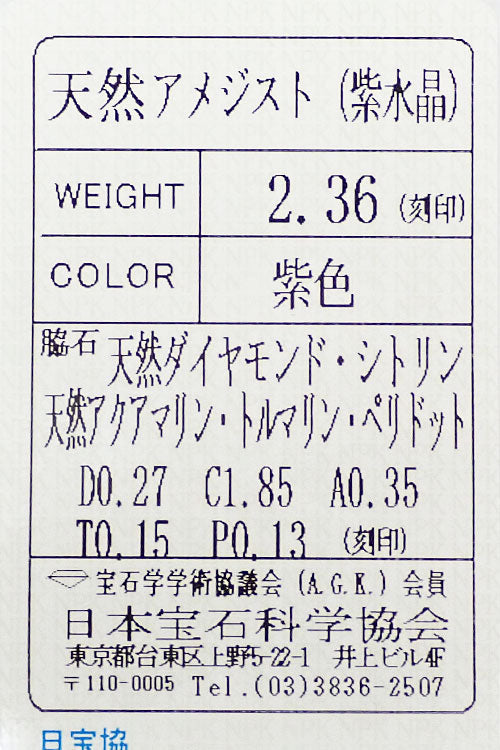 天然アメジスト(紫水晶)
WEIGHT 2.36 (刻印)
COLOR 紫色
脇石 天然ダイヤモンド・シトリン
天然アクアマリン・トルマリン・ペリドット
D0.27 C1.85 A0.35
T0.15 P0.13 (刻印)
宝石学学術協議会(A.G.K.)会員
日本宝石科学協会
東京都台東区上野5-22-1 井上ビル4F
〒110-0005 Tel.(03)3836-2507
日宝協